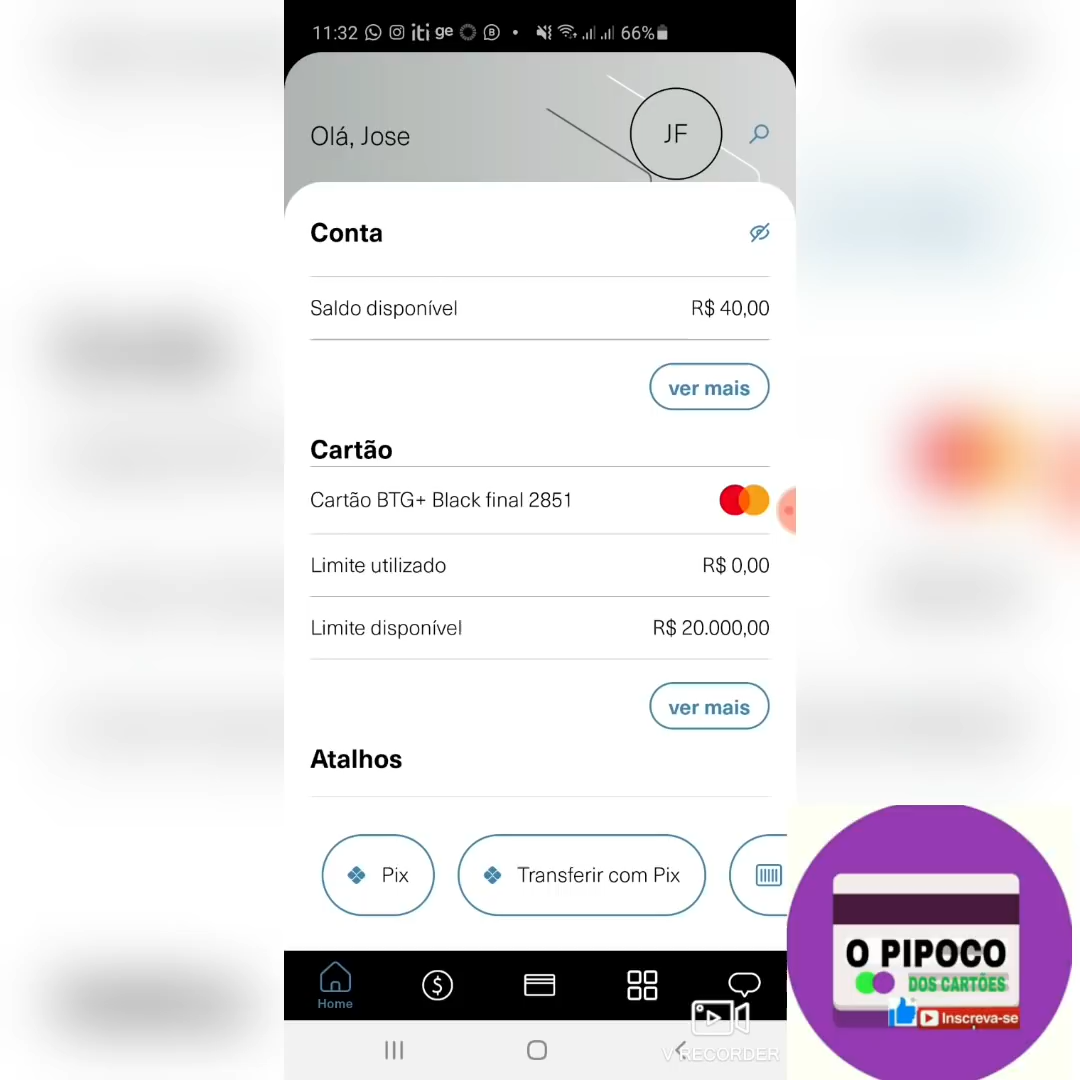 11:32 iti ge B 66%
Olá, Jose
JF
Conta
Saldo disponível R$ 40,00
ver mais
Cartão
Cartão BTG+ Black final 2851
Limite utilizado R$ 0,00
Limite disponível R$ 20.000,00
ver mais
Atalhos
Pix Transferir com Pix
Home
$
V RECORDER
O PIPOCO
DOS CARTÕES
Inscreva-se